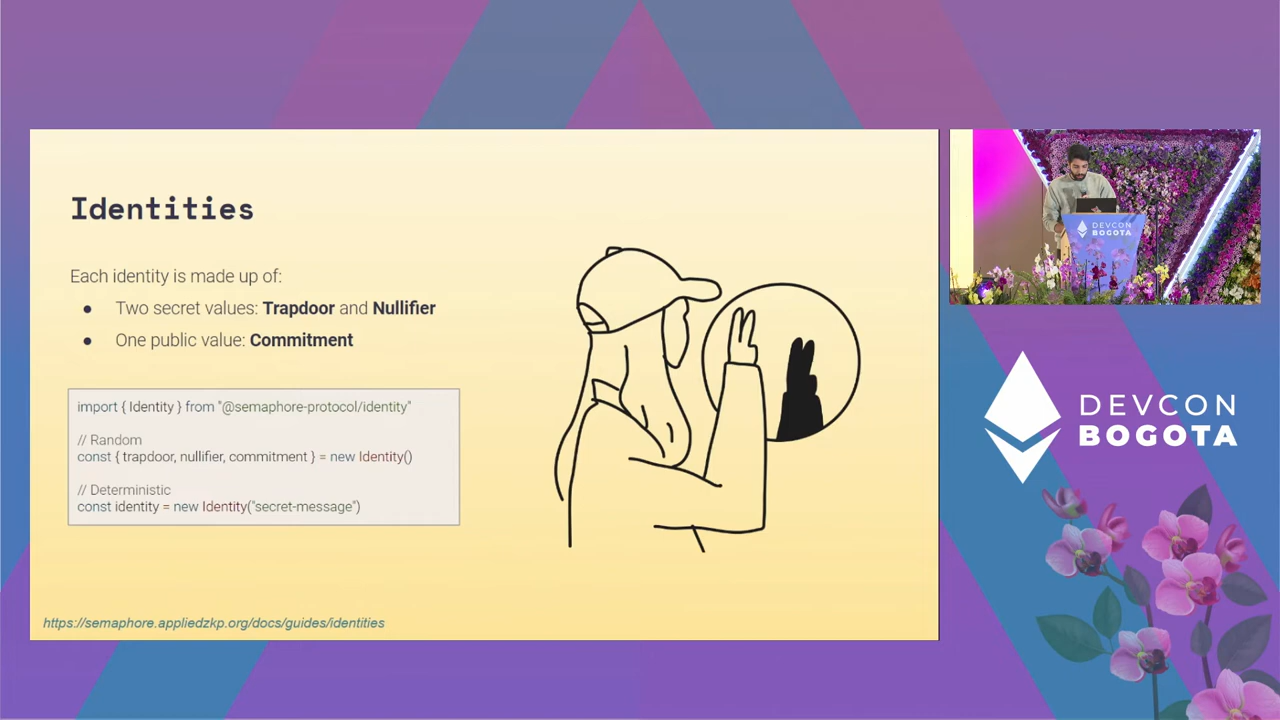 Identities
Each identity is made up of:
● Two secret values: Trapdoor and Nullifier
● One public value: Commitment
import { Identity } from "@semaphore-protocol/identity"
// Random
const { trapdoor, nullifier, commitment } = new Identity()
// Deterministic
const identity = new Identity("secret-message")
https://semaphore.appliedzkp.org/docs/guides/identities
DEVCON
BOGOTA
DEVCON
BOGOTA